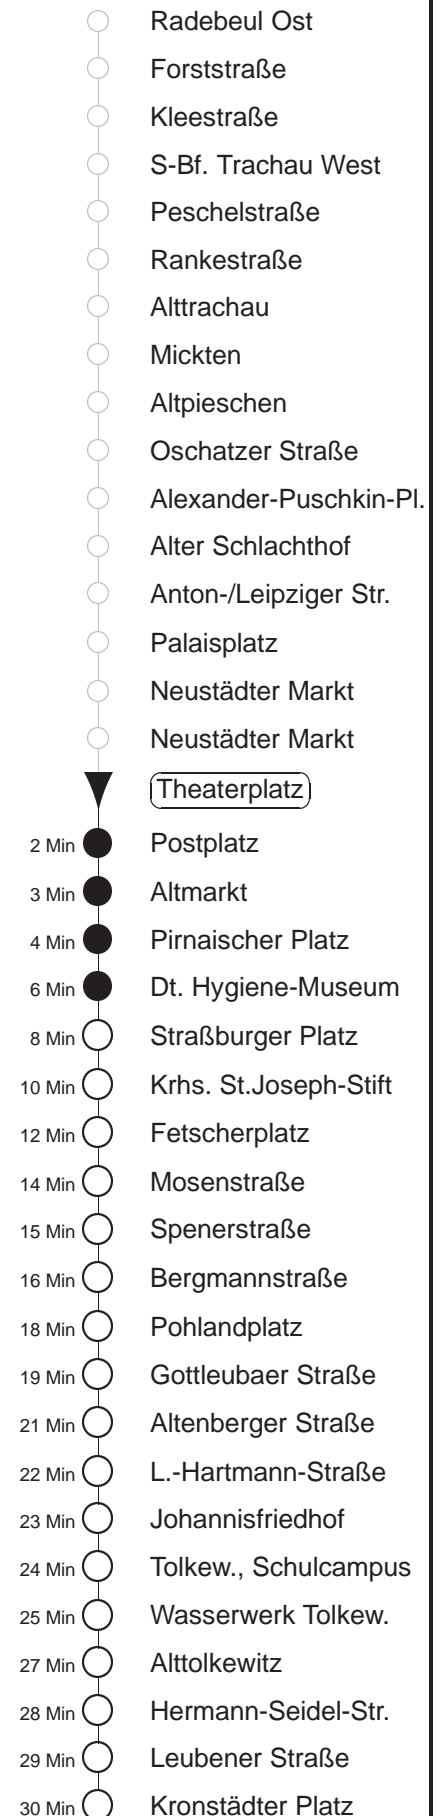 Radebeul Ost
Forststraße
Kleestraße
S-Bf. Trachau West
Peschelstraße
Rankestraße
Alttrachau
Mickten
Altpieschen
Oschatzer Straße
Alexander-Puschkin-Pl.
Alter Schlachthof
Anton-/Leipziger Str.
Palaisplatz
Neustädter Markt
Neustädter Markt
Theaterplatz
2 Min Postplatz
3 Min Altmarkt
4 Min Pirnaischer Platz
6 Min Dt. Hygiene-Museum
8 Min Straßburger Platz
10 Min Krhs. St.Joseph-Stift
12 Min Fetscherplatz
14 Min Mosenstraße
15 Min Spenerstraße
16 Min Bergmannstraße
18 Min Pohlandplatz
19 Min Gottleubaer Straße
21 Min Altenberger Straße
22 Min L.-Hartmann-Straße
23 Min Johannisfriedhof
24 Min Tolkew., Schulcampus
25 Min Wasserwerk Tolkew.
27 Min Alttolkewitz
28 Min Hermann-Seidel-Str.
29 Min Leubener Straße
30 Min Kronstädter Platz